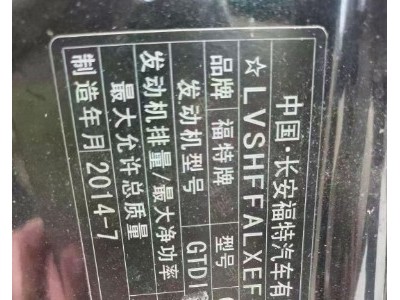 中国·长安福特汽车有
☆LVSHFFALXEF
品牌 福特牌 型号
发动机型号 GTDI
发动机排量/最大净功率
最大允许总质量
制造年月 2014-7